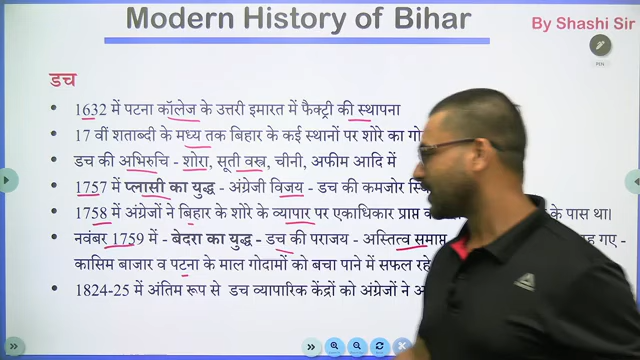 Modern History of Bihar
By Shashi Sir
PEN
डच
• 1632 में पटना कॉलेज के उत्तरी इमारत में फैक्ट्री की स्थापना
• 17 वीं शताब्दी के मध्य तक बिहार के कई स्थानों पर शोरे का
• डच की अभिरुचि - शोरा, सूती वस्त्र, चीनी, अफीम आदि में
• 1757 में प्लासी का युद्ध - अंग्रेजी विजय - डच की कमजोर
• 1758 में अंग्रेजों ने बिहार के शोरे के व्यापार पर एकाधिकार प्राप्त के पास था।
• नवंबर 1759 में - बेदरा का युद्ध - डच की पराजय - अस्तित्व समाप्त गए -
कासिम बाजार व पटना के माल गोदामों को बचा पाने में सफल रहे
• 1824-25 में अंतिम रूप से डच व्यापारिक केंद्रों को अंग्रेजों ने